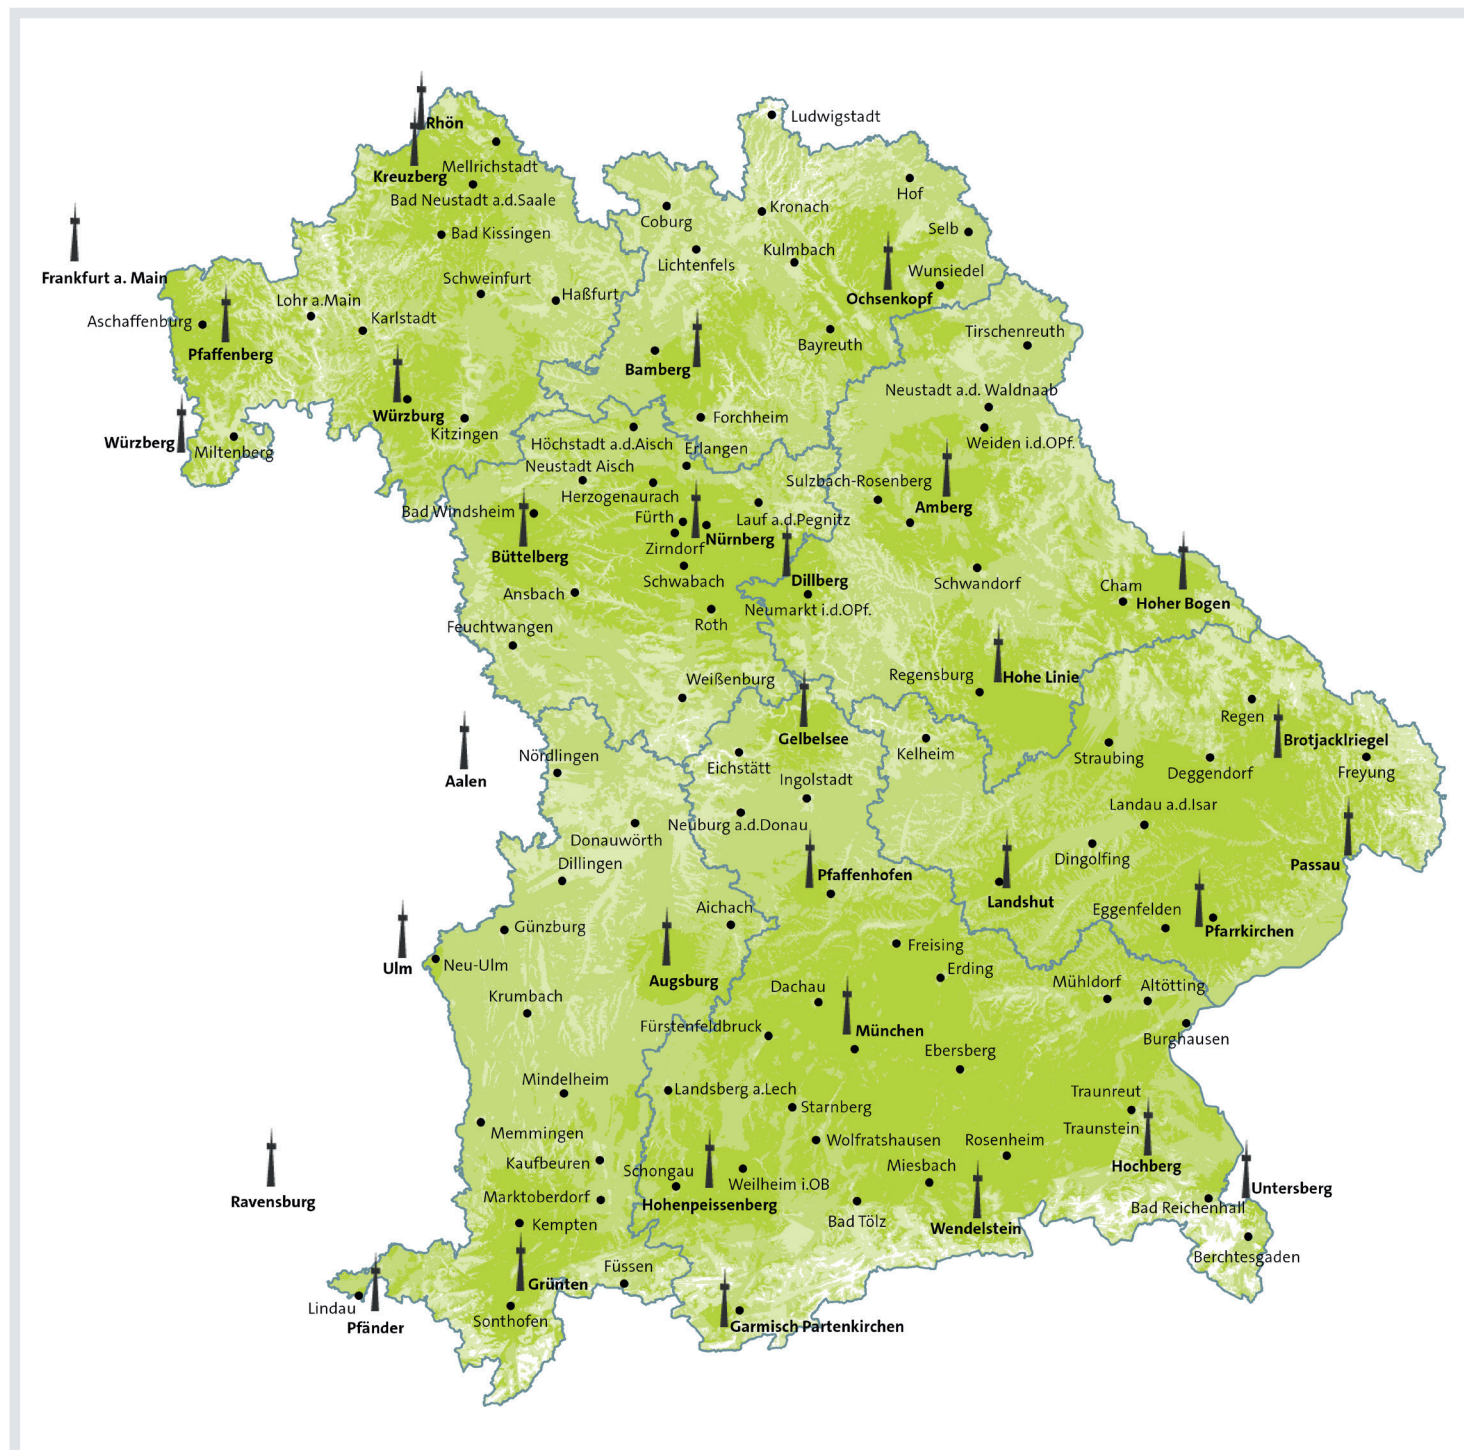 Ludwigstadt
Rhön
Mellrichstadt
Kreuzberg
Hof
Bad Neustadt a.d.Saale
Kronach
Coburg
Selb
Bad Kissingen
Kulmbach
Lichtenfels
Wunsiedel
Frankfurt a. Main
Schweinfurt
Haßfurt
Ochsenkopf
Lohr a.Main
Karlstadt
Aschaffenburg
Tirschenreuth
Bayreuth
Pfaffenberg
Bamberg
Neustadt a.d. Waldnaab
Würzburg
Forchheim
Kitzingen
Würzberg
Miltenberg
Höchstadt a.d.Aisch
Weiden i.d.OPf.
Erlangen
Neustadt Aisch
Sulzbach-Rosenberg
Herzogenaurach
Amberg
Bad Windsheim
Fürth
Lauf a.d.Pegnitz
Nürnberg
Zirndorf
Büttelberg
Dillberg
Schwabach
Schwandorf
Cham
Ansbach
Hoher Bogen
Neumarkt i.d.OPf.
Roth
Feuchtwangen
Regensburg
Hohe Linie
Weißenburg
Regen
Gelbelsee
Brotjacklriegel
Kelheim
Nördlingen
Straubing
Eichstätt
Deggendorf
Freyung
Ingolstadt
Aalen
Landau a.d.Isar
Neuburg a.d.Donau
Donauwörth
Dingolfing
Dillingen
Passau
Pfaffenhofen
Landshut
Aichach
Eggenfelden
Günzburg
Pfarrkirchen
Freising
Neu-Ulm
Ulm
Erding
Augsburg
Mühldorf
Altötting
Dachau
Krumbach
Fürstenfeldbruck
München
Burghausen
Ebersberg
Mindelheim
Landsberg a.Lech
Traunreut
Starnberg
Traunstein
Memmingen
Wolfratshausen
Rosenheim
Kaufbeuren
Hochberg
Miesbach
Schongau
Weilheim i.OB
Untersberg
Marktoberdorf
Ravensburg
Hohenpeissenberg
Bad Reichenhall
Bad Tölz
Kempten
Wendelstein
Berchtesgaden
Füssen
Grünten
Lindau
Sonthofen
Pfänder
Garmisch Partenkirchen